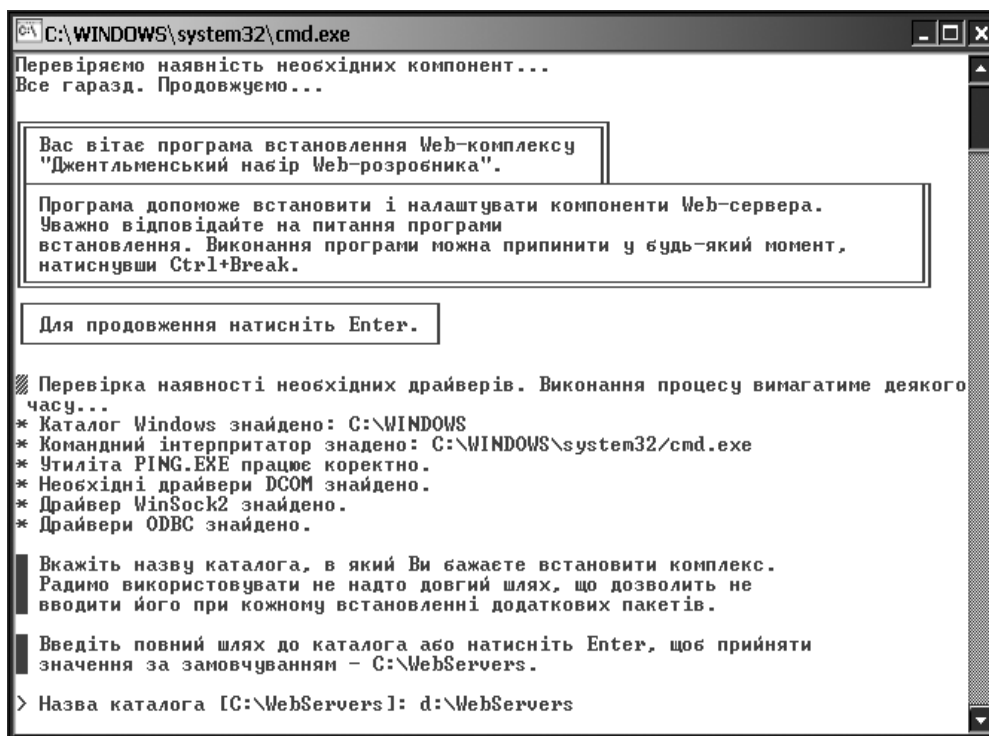 C:\WINDOWS\system32\cmd.exe
Перевіряємо наявність необхідних компонент...
Все гаразд. Продовжуємо...
Вас вітає програма встановлення Web-комплексу
"Джентльменський набір Web-розробника".
Програма допоможе встановити і налаштувати компоненти Web-сервера.
Уважно відповідайте на питання програми
встановлення. Виконання програми можна припинити у будь-який момент,
натиснувши Ctrl+Break.
Для продовження натисніть Enter.
Перевірка наявності необхідних драйверів. Виконання процесу вимагатиме деякого
часу...
* Каталог Windows знайдено: C:\WINDOWS
* Командний інтерпритатор знадено: C:\WINDOWS\system32/cmd.exe
* Утиліта PING.EXE працює коректно.
* Необхідні драйвери DCOM знайдено.
* Драйвер WinSock2 знайдено.
* Драйвери ODBC знайдено.
Вкажіть назву каталога, в який Ви бажаєте встановити комплекс.
Радимо використовувати не надто довгий шлях, що дозволить не
вводити його при кожному встановленні додаткових пакетів.
Введіть повний шлях до каталога або натисніть Enter, щоб прийняти
значення за замовчуванням - C:\WebServers.
> Назва каталога [C:\WebServers]: d:\WebServers